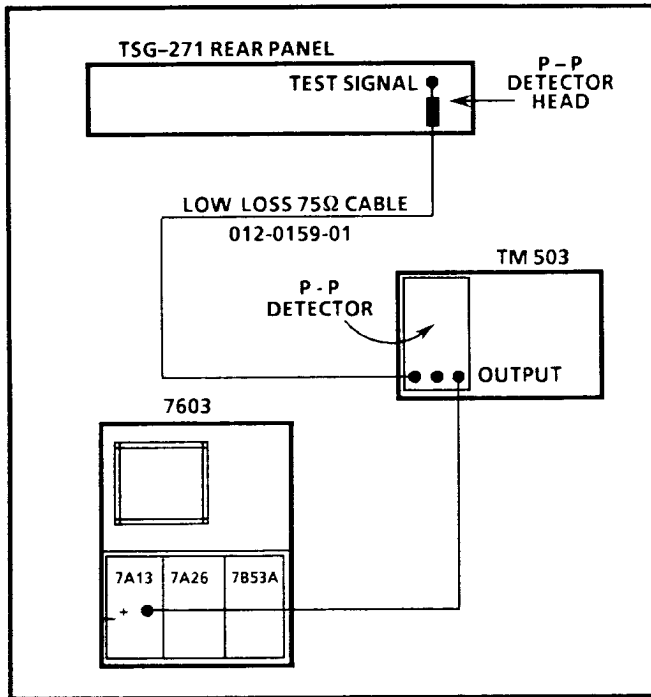 TSG-271 REAR PANEL
TEST SIGNAL
P-P
DETECTOR
HEAD
LOW LOSS 75Ω CABLE
012-0159-01
TM 503
P-P
DETECTOR
OUTPUT
7603
7A13 7A26 7B53A
+